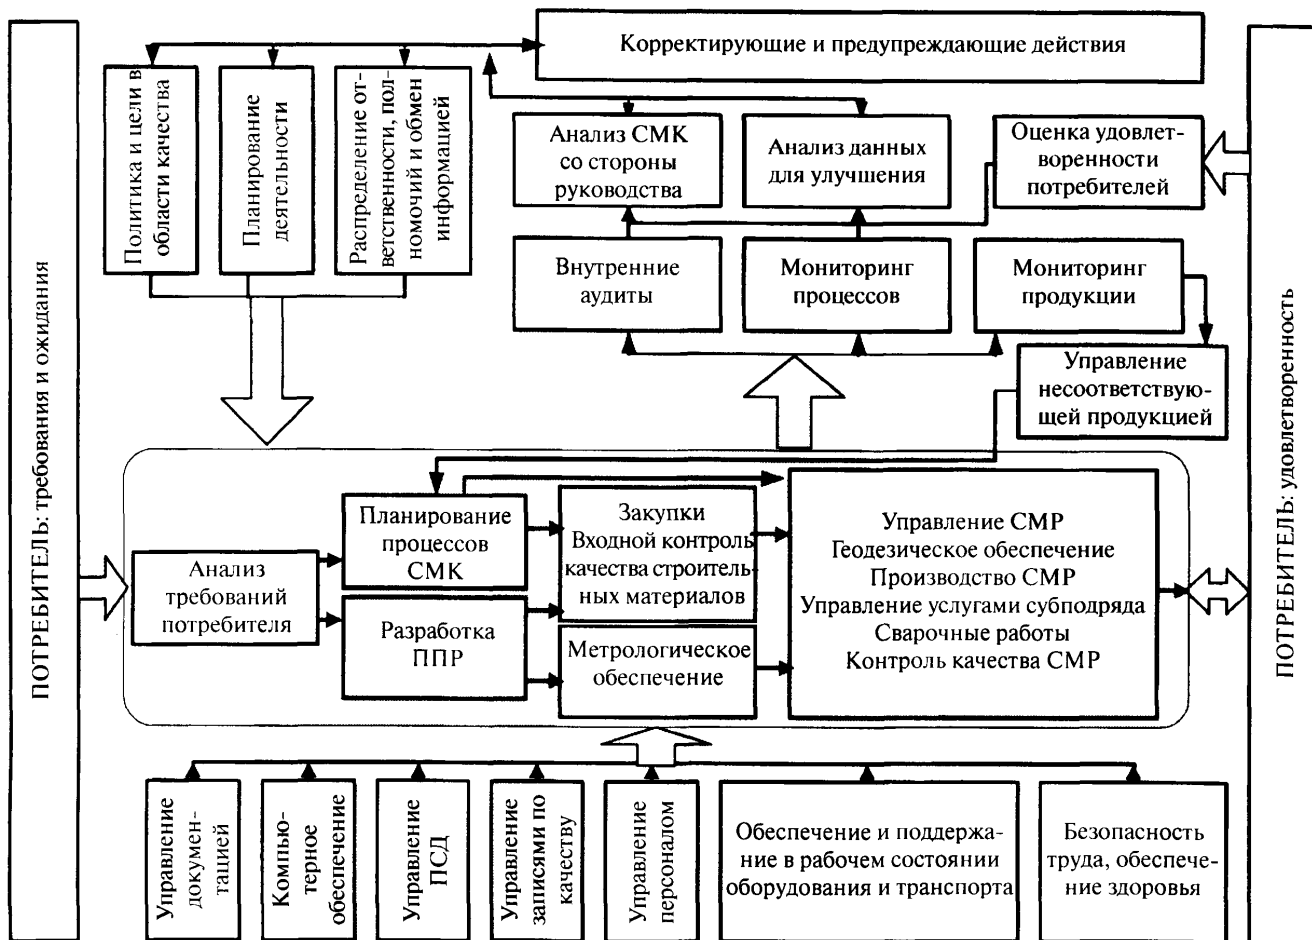 ПОТРЕБИТЕЛЬ: требования и ожидания
Корректирующие и предупреждающие действия
Политика и цели в
области качества
Планирование
деятельности
Распределение от-
ветственности, пол-
номочий и обмен
информацией
Анализ СМК
со стороны
руководства
Анализ данных
для улучшения
Оценка удовлет-
воренности
потребителей
Внутренние
аудиты
Мониторинг
процессов
Мониторинг
продукции
Управление
несоответствую-
щей продукцией
Анализ
требований
потребителя
Планирование
процессов
СМК
Разработка
ППР
Закупки
Входной контроль
качества строитель-
ных материалов
Метрологическое
обеспечение
Управление СМР
Геодезическое обеспечение
Производство СМР
Управление услугами субподряда
Сварочные работы
Контроль качества СМР
Управление
докумен-
тацией
Компью-
терное
обеспечение
Управление
ПСД
Управление
записями по
качеству
Управление
персоналом
Обеспечение и поддержа-
ние в рабочем состоянии
оборудования и транспорта
Безопасность
труда, обеспече-
ение здоровья
ПОТРЕБИТЕЛЬ: удовлетворенность